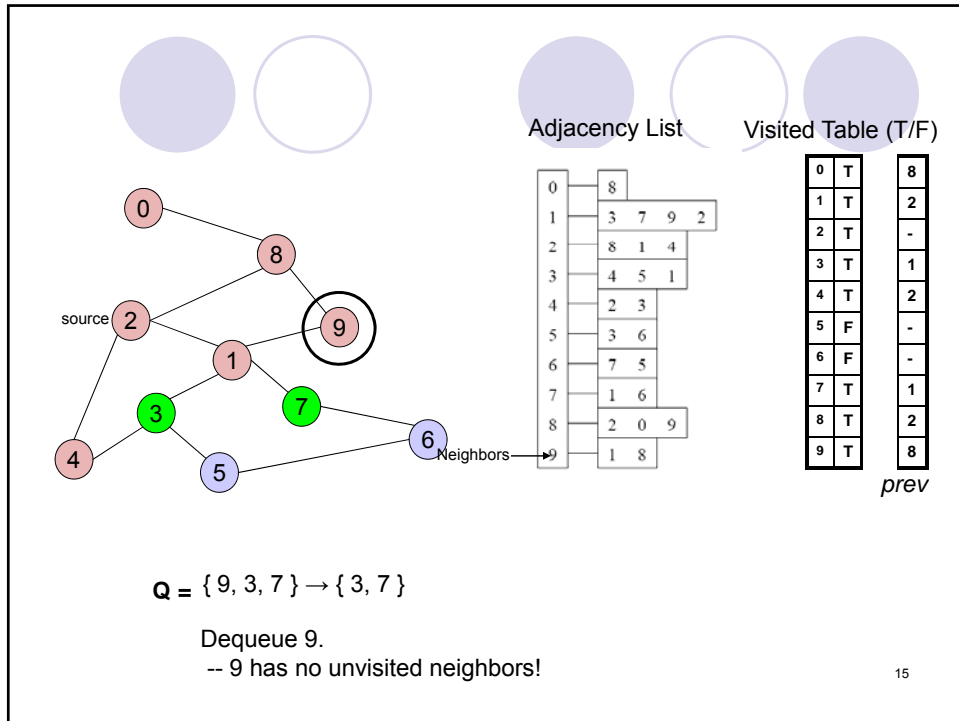 Adjacency List
Visited Table (T/F)
0
8
source
2
9
1
3
7
4
5
6
Neighbors
0 8
1 3 7 9 2
2 8 1 4
3 4 5 1
4 2 3
5 3 6
6 7 5
7 1 6
8 2 0 9
9 1 8
0 T 8
1 T 2
2 T -
3 T 1
4 T 2
5 F -
6 F -
7 T 1
8 T 2
9 T 8
prev
Q = { 9, 3, 7 } → { 3, 7 }
Dequeue 9.
-- 9 has no unvisited neighbors!
15